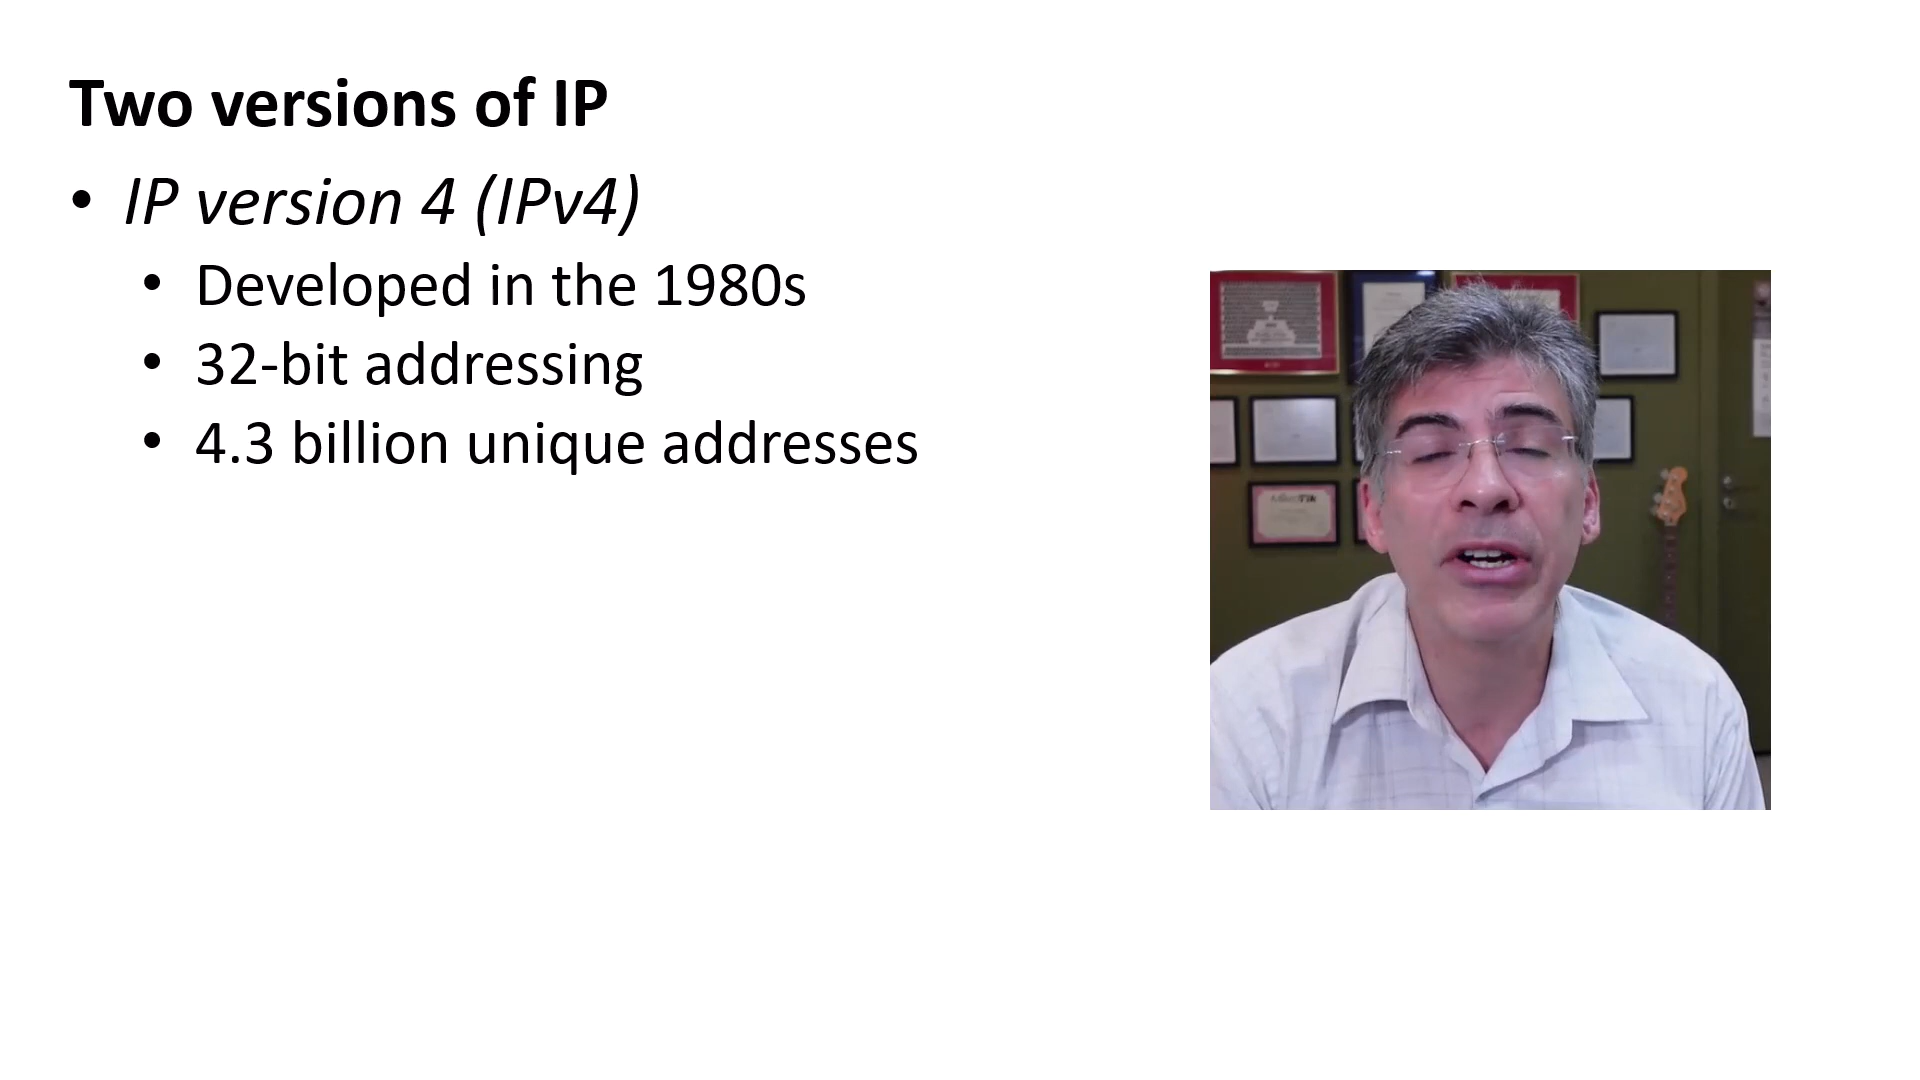 Two versions of IP
• IP version 4 (IPv4)
• Developed in the 1980s
• 32-bit addressing
• 4.3 billion unique addresses